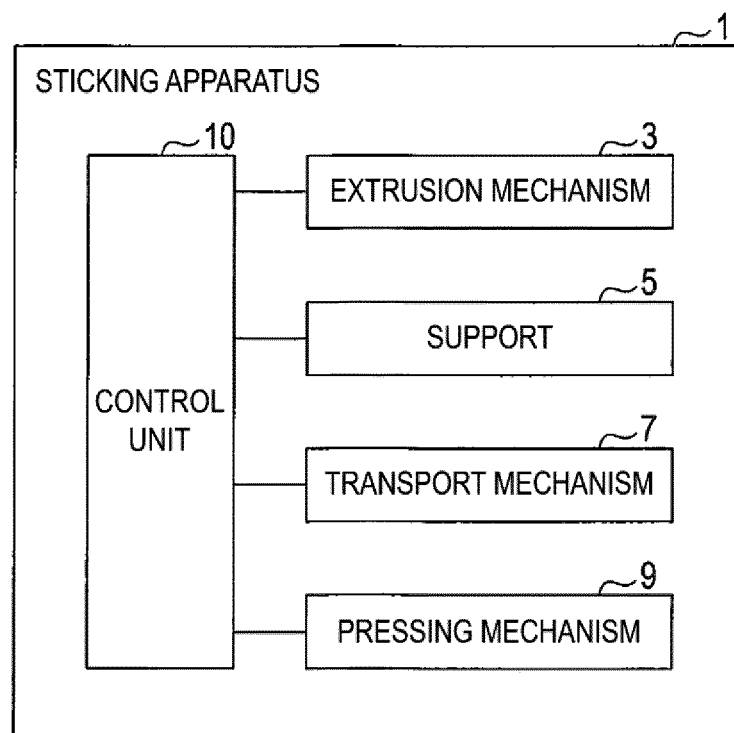 1
STICKING APPARATUS
10
3
EXTRUSION MECHANISM
5
SUPPORT
CONTROL
UNIT
7
TRANSPORT MECHANISM
9
PRESSING MECHANISM